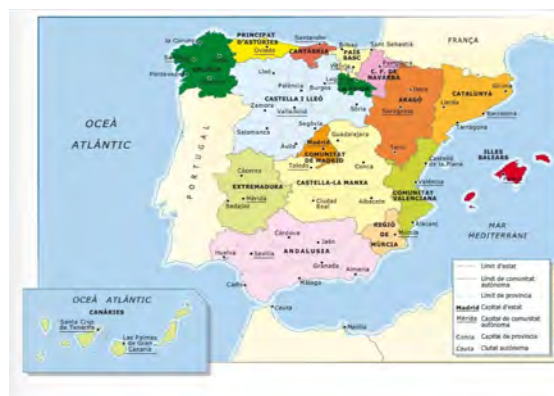 la Coruña
PRINCIPAT
D'ASTÚRIES
Oviedo
Santander
CANTÀBRIA
Bilbao
PAÍS
BASC
Vitòria
Sant Sebastià
Pamplona
C. F. DE
NAVARRA
FRANÇA
Pontevedra
Lleó
Palència
Burgos
CASTELLA I LLEÓ
Zamora
Valladolid
Sòria
Salamanca
Segòvia
Àvila
Osca
ARAGÓ
Saragossa
Terol
Lleida
CATALUNYA
Girona
Barcelona
Tarragona
OCEÀ
ATLÀNTIC
PORTUGAL
Madrid
COMUNITAT
DE MADRID
Guadalajara
Toledo
Conca
CASTELLA-LA MANXA
Ciudad
Real
Albacete
Càceres
EXTREMADURA
Mèrida
Badajoz
Castelló
de la Plana
València
COMUNITAT
VALENCIANA
Alacant
ILLES
BALEARS
MAR
MEDITERRANI
REGIÓ
DE
MÚRCIA
Múrcia
Huelva
Sevilla
Còrdova
Jaén
ANDALUSIA
Granada
Almeria
Màlaga
Cadis
Ceuta
Melilla
OCEÀ ATLÀNTIC
CANÀRIES
Santa Cruz
de Tenerife
Las Palmas
de Gran
Canaria
Límit d'estat
Límit de comunitat
autònoma
Límit de província
Madrid Capital d'estat
Mèrida Capital de comunitat
autònoma
Conca Capital de província
Ceuta Ciutat autònoma